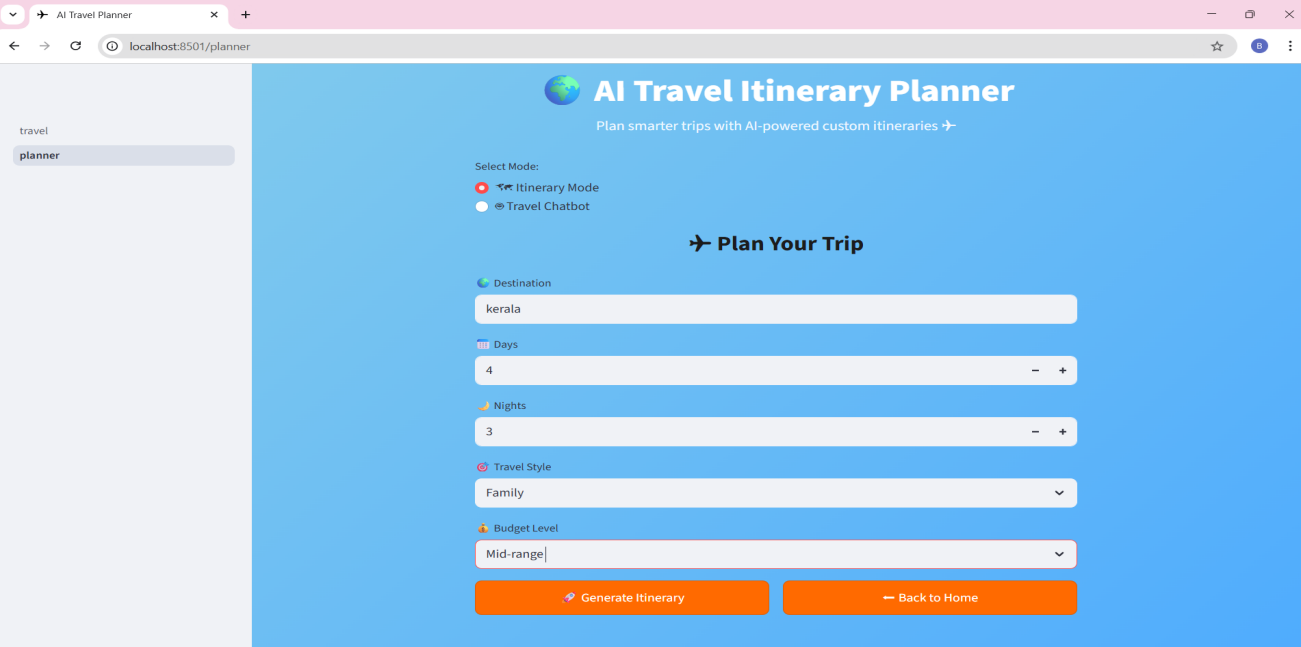 AI Travel Planner
localhost:8501/planner
B
travel
planner
AI Travel Itinerary Planner
Plan smarter trips with AI-powered custom itineraries ✈
Select Mode:
🗺 Itinerary Mode
👁 Travel Chatbot
✈ Plan Your Trip
🌍 Destination
kerala
📅 Days
4
🌙 Nights
3
🎯 Travel Style
Family
💰 Budget Level
Mid-range
🚀 Generate Itinerary
⬅ Back to Home